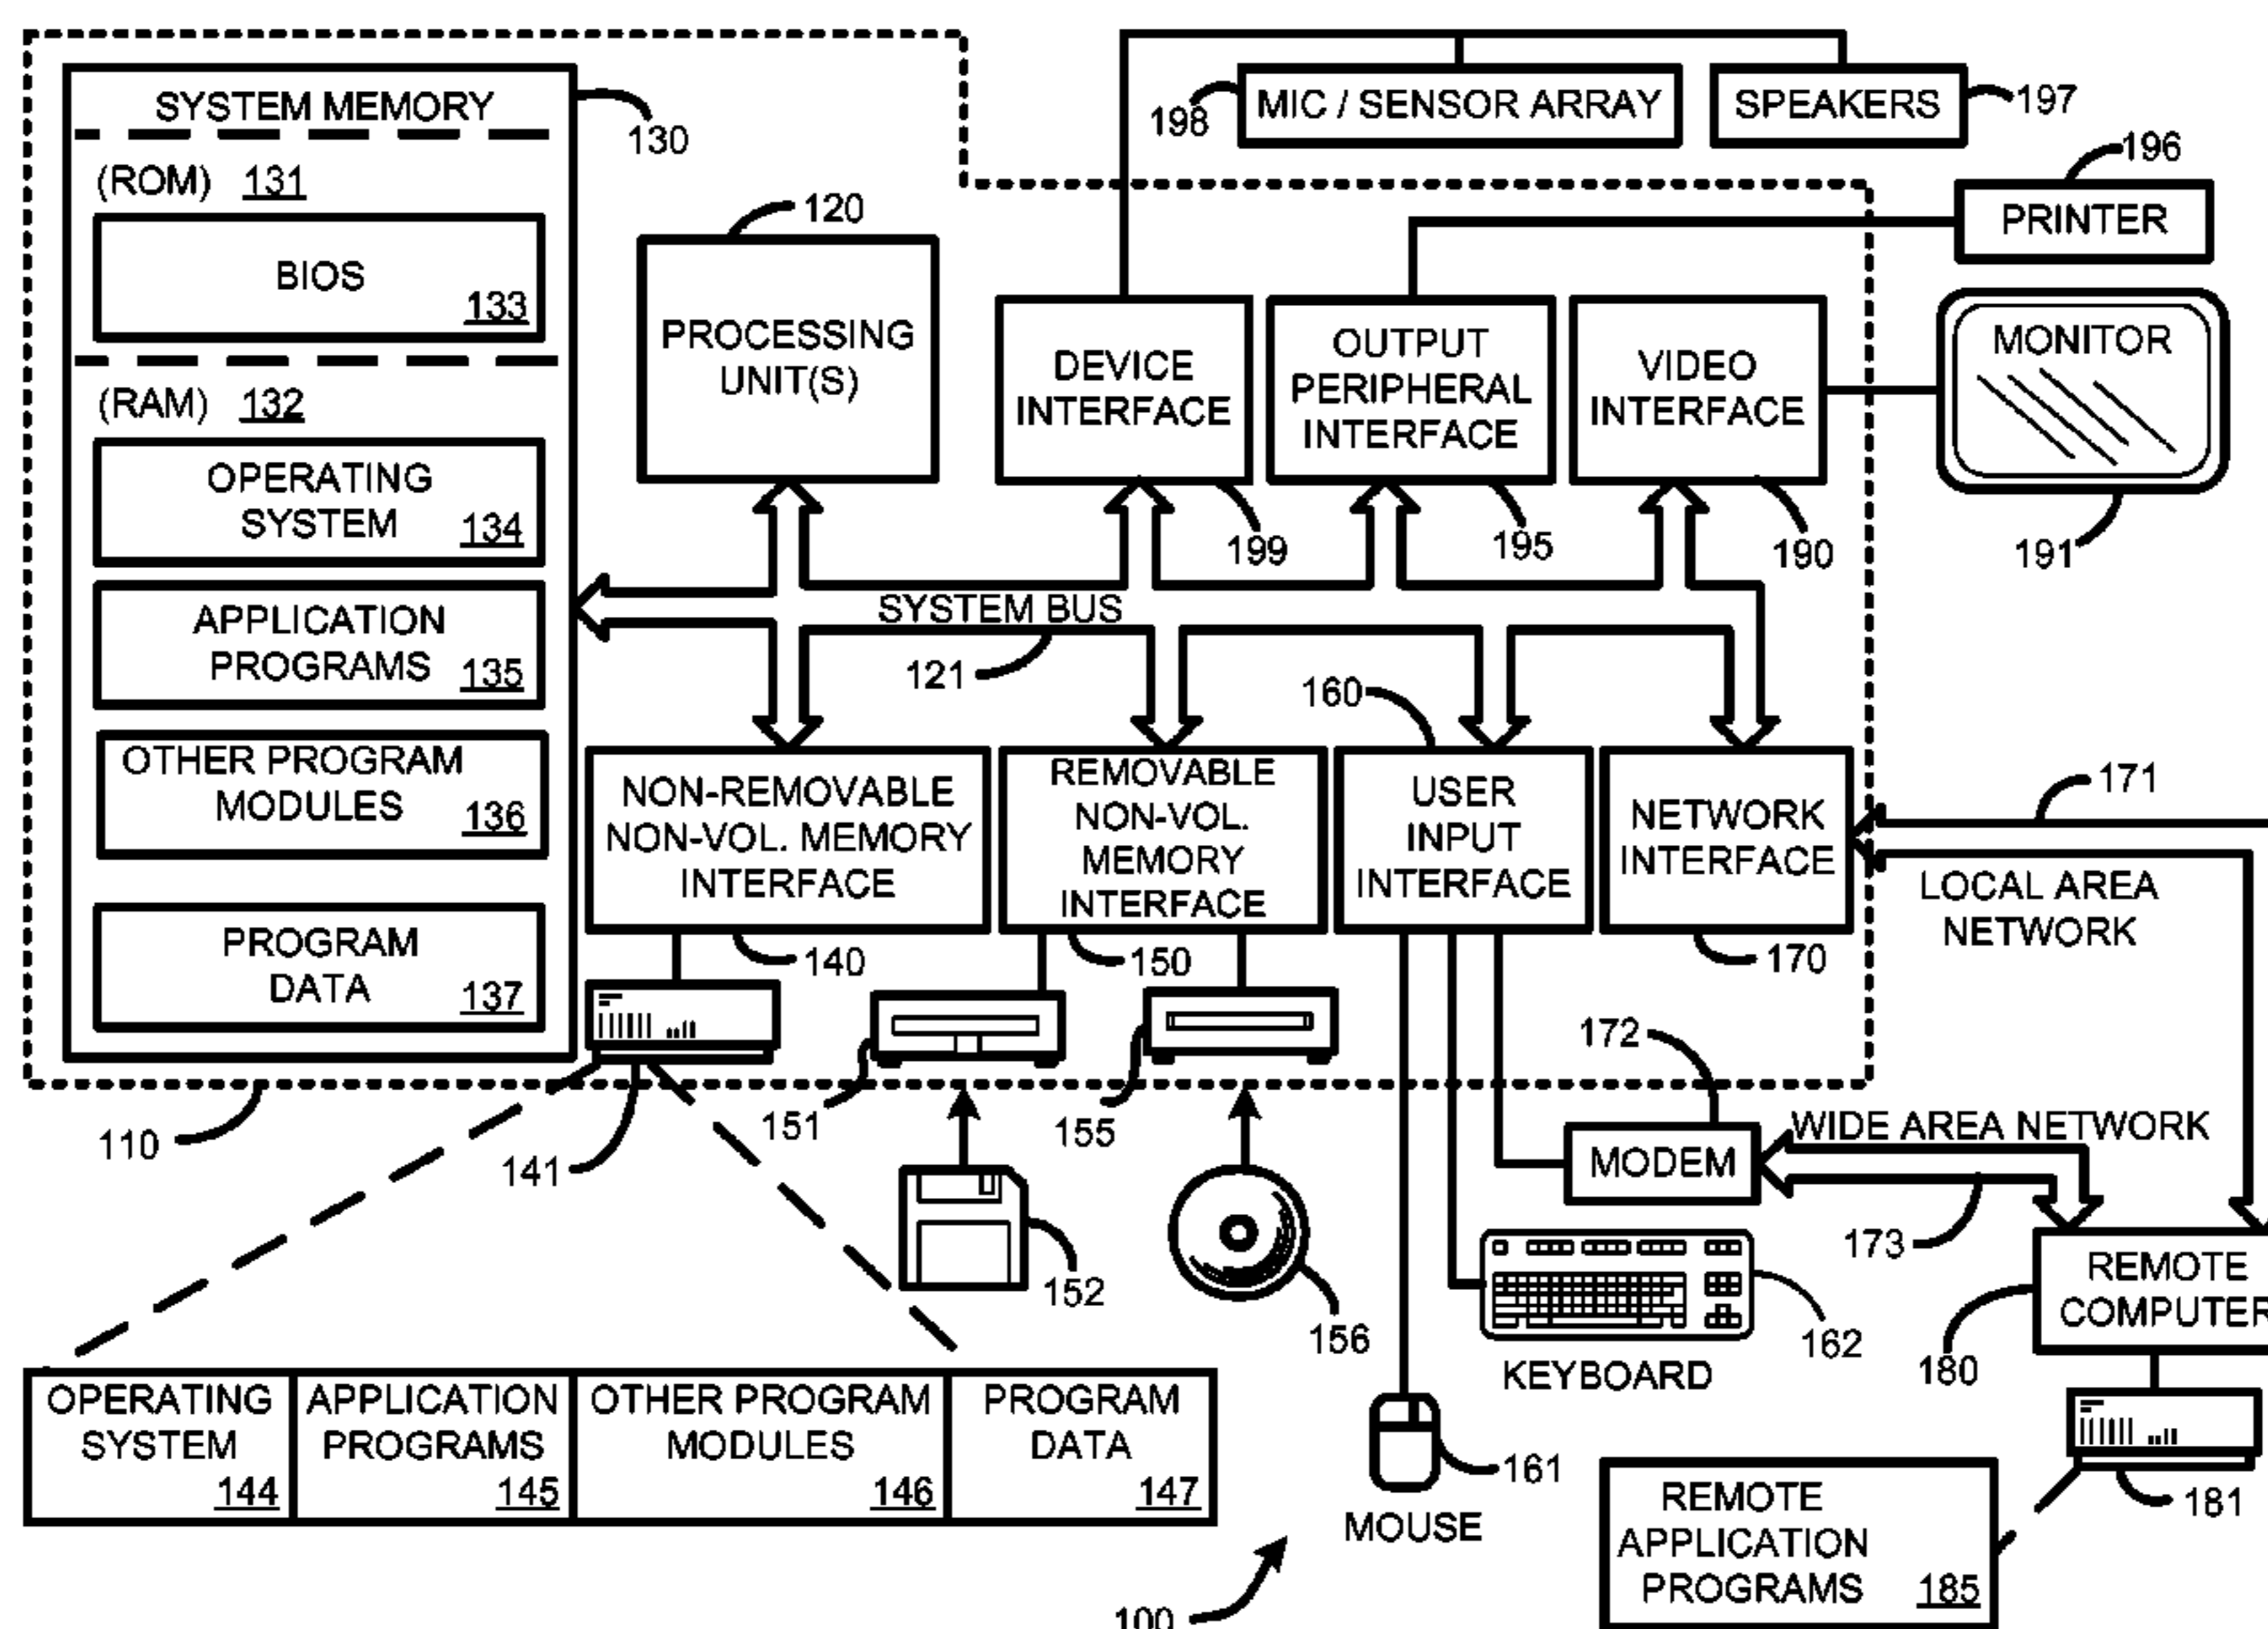 SYSTEM MEMORY
130
(ROM) 131
BIOS
133
(RAM) 132
OPERATING
SYSTEM 134
APPLICATION
PROGRAMS 135
OTHER PROGRAM
MODULES 136
PROGRAM
DATA 137
120
PROCESSING
UNIT(S)
198
MIC / SENSOR ARRAY
SPEAKERS
197
196
PRINTER
DEVICE
INTERFACE
199
OUTPUT
PERIPHERAL
INTERFACE
195
VIDEO
INTERFACE
190
MONITOR
191
SYSTEM BUS
121
NON-REMOVABLE
NON-VOL. MEMORY
INTERFACE
140
REMOVABLE
NON-VOL.
MEMORY
INTERFACE
150
160
USER
INPUT
INTERFACE
NETWORK
INTERFACE
170
171
LOCAL AREA
NETWORK
110
141
151
152
155
156
172
MODEM
WIDE AREA NETWORK
173
162
KEYBOARD
161
MOUSE
180
REMOTE
COMPUTER
181
REMOTE
APPLICATION
PROGRAMS 185
OPERATING
SYSTEM
144
APPLICATION
PROGRAMS
145
OTHER PROGRAM
MODULES
146
PROGRAM
DATA
147
100